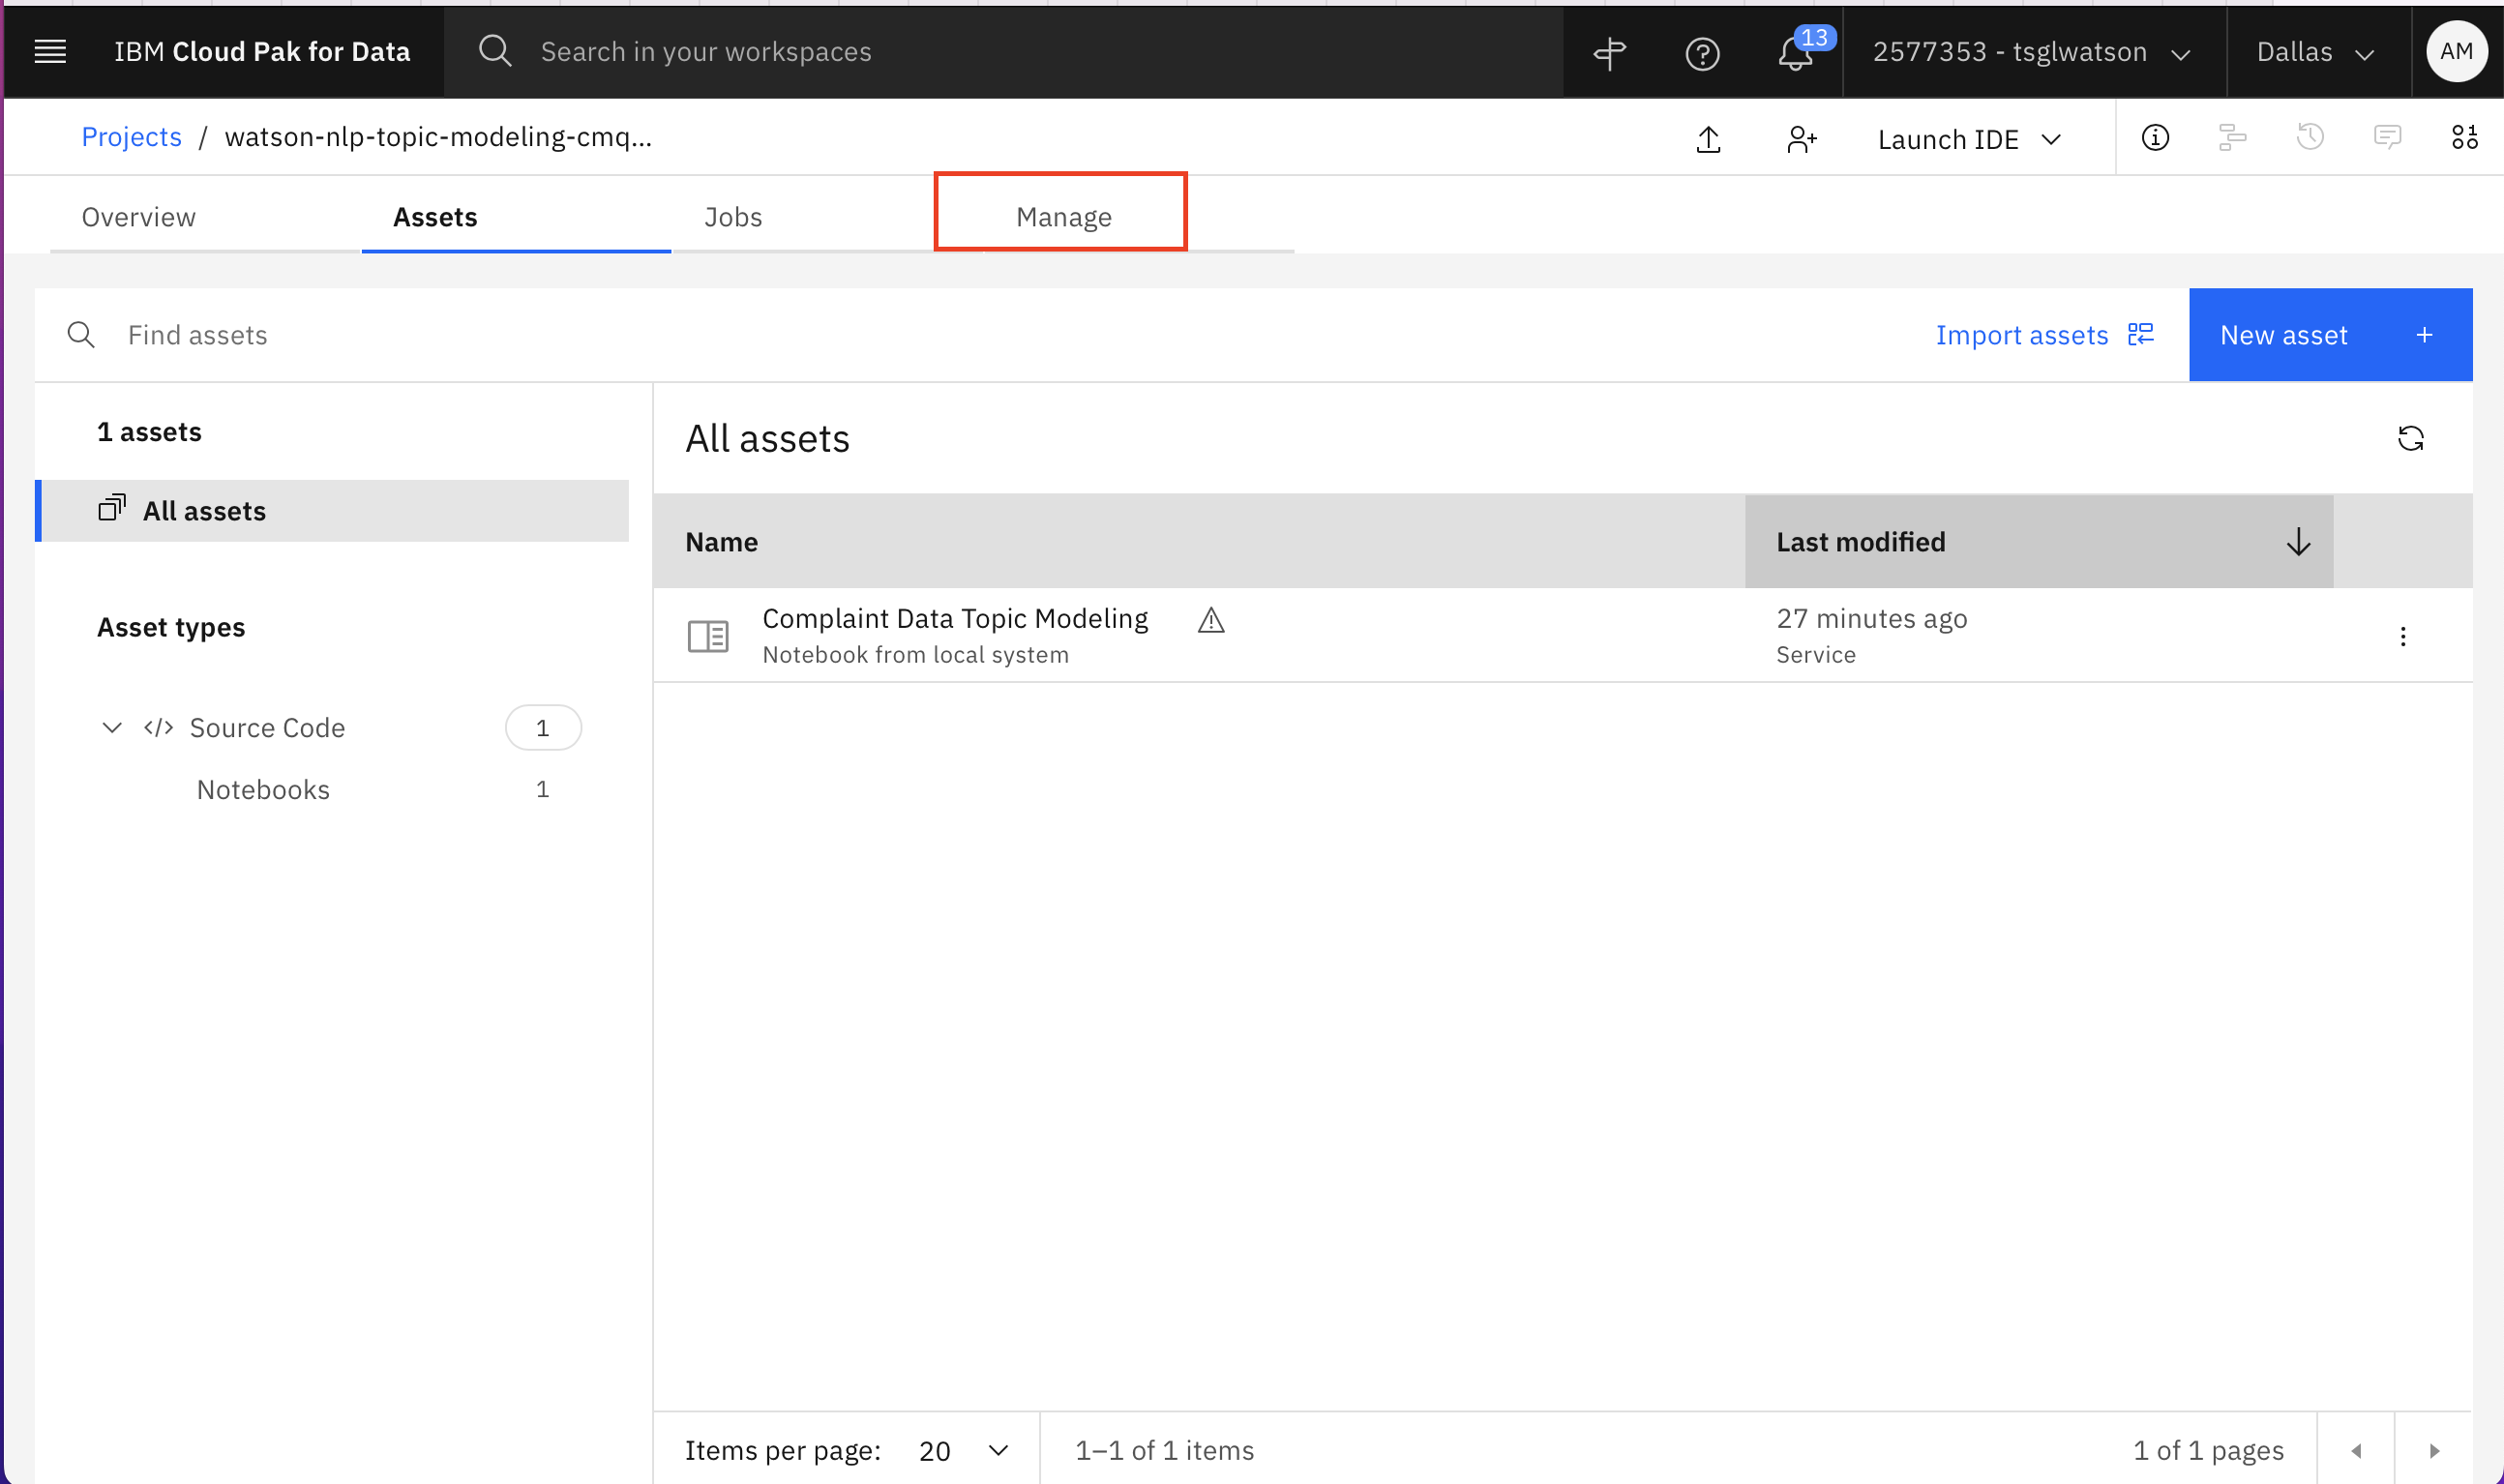 IBM Cloud Pak for Data
Search in your workspaces
13
2577353 - tsglwatson
Dallas
AM
Projects / watson-nlp-topic-modeling-cmq...
Launch IDE
Overview
Assets
Jobs
Manage
Find assets
Import assets
New asset +
1 assets
All assets
Asset types
</> Source Code 1
Notebooks 1
All assets
Name
Last modified
Complaint Data Topic Modeling
Notebook from local system
27 minutes ago
Service
Items per page: 20
1–1 of 1 items
1 of 1 pages